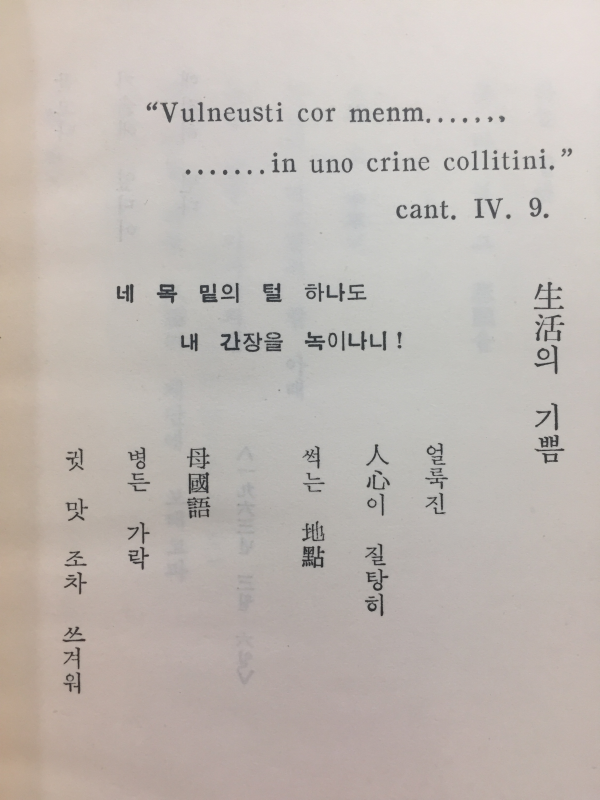 “Vulneusti cor menm.......
.......in uno crine collitini.”
cant. IV. 9.
네 목 밑의 털 하나도
내 간장을 녹이나니!
生活의 기쁨
얼룩진
人心이 질탕히
썩는 地點
母國語
병든 가락
귓 맛 조차 쓰겨워